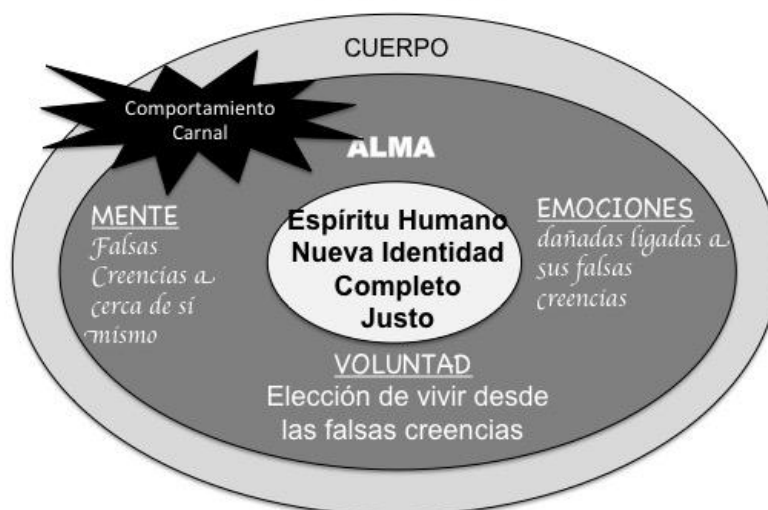 CUERPO
Comportamiento
Carnal
ALMA
MENTE
Falsas
Creencias a
cerca de sí
mismo
Espíritu Humano
Nueva Identidad
Completo
Justo
EMOCIONES
dañadas ligadas a
sus falsas
creencias
VOLUNTAD
Elección de vivir desde
las falsas creencias